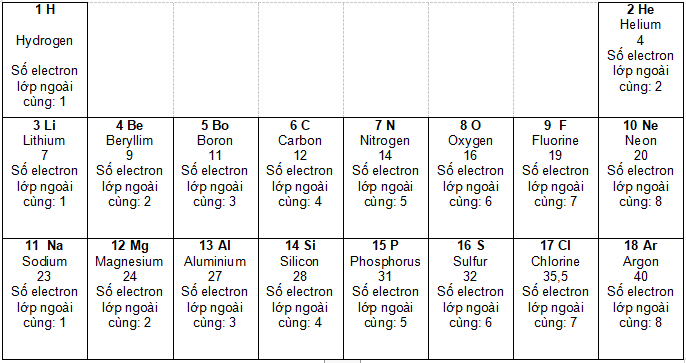 1 H
Hydrogen
Số electron
lớp ngoài
cùng: 1
2 He
Helium
4
Số electron
lớp ngoài
cùng: 2
3 Li
Lithium
7
Số electron
lớp ngoài
cùng: 1
4 Be
Beryllim
9
Số electron
lớp ngoài
cùng: 2
5 Bo
Boron
11
Số electron
lớp ngoài
cùng: 3
6 C
Carbon
12
Số electron
lớp ngoài
cùng: 4
7 N
Nitrogen
14
Số electron
lớp ngoài
cùng: 5
8 O
Oxygen
16
Số electron
lớp ngoài
cùng: 6
9 F
Fluorine
19
Số electron
lớp ngoài
cùng: 7
10 Ne
Neon
20
Số electron
lớp ngoài
cùng: 8
11 Na
Sodium
23
Số electron
lớp ngoài
cùng: 1
12 Mg
Magnesium
24
Số electron
lớp ngoài
cùng: 2
13 Al
Aluminium
27
Số electron
lớp ngoài
cùng: 3
14 Si
Silicon
28
Số electron
lớp ngoài
cùng: 4
15 P
Phosphorus
31
Số electron
lớp ngoài
cùng: 5
16 S
Sulfur
32
Số electron
lớp ngoài
cùng: 6
17 Cl
Chlorine
35,5
Số electron
lớp ngoài
cùng: 7
18 Ar
Argon
40
Số electron
lớp ngoài
cùng: 8